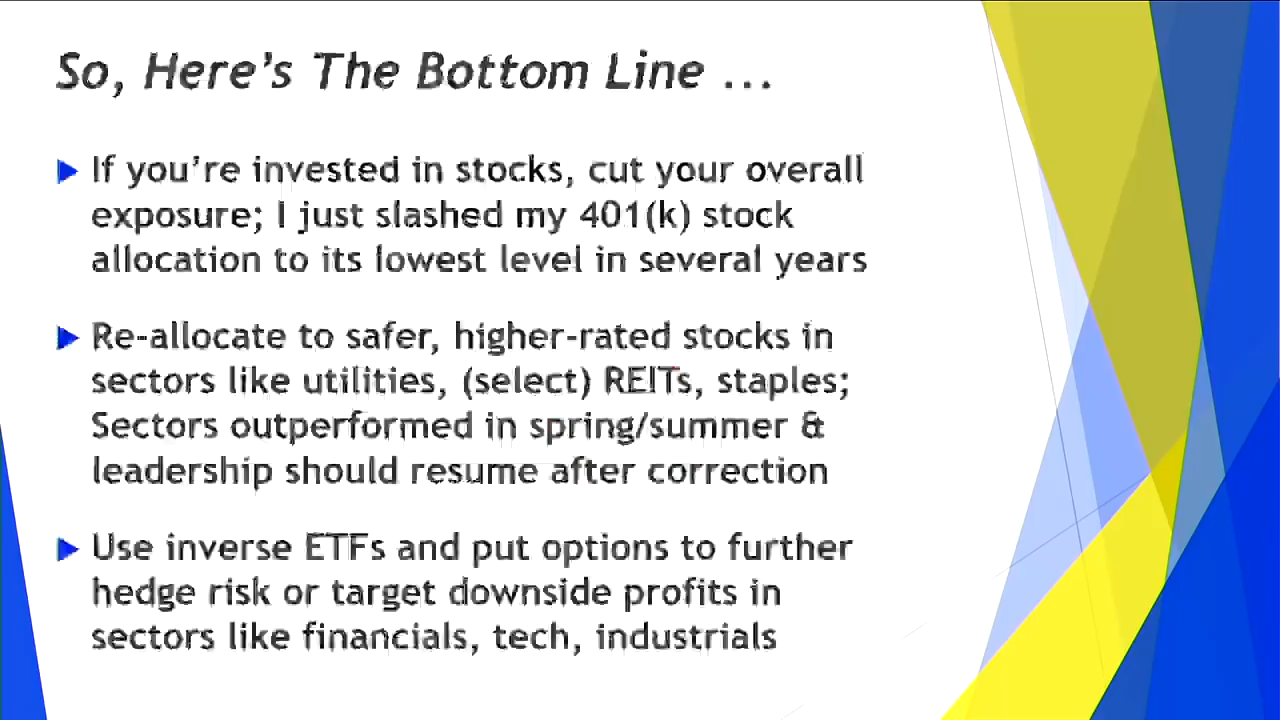 So, Here’s The Bottom Line ...
If you’re invested in stocks, cut your overall
exposure; I just slashed my 401(k) stock
allocation to its lowest level in several years
Re-allocate to safer, higher-rated stocks in
sectors like utilities, (select) REITs, staples;
Sectors outperformed in spring/summer &
leadership should resume after correction
Use inverse ETFs and put options to further
hedge risk or target downside profits in
sectors like financials, tech, industrials